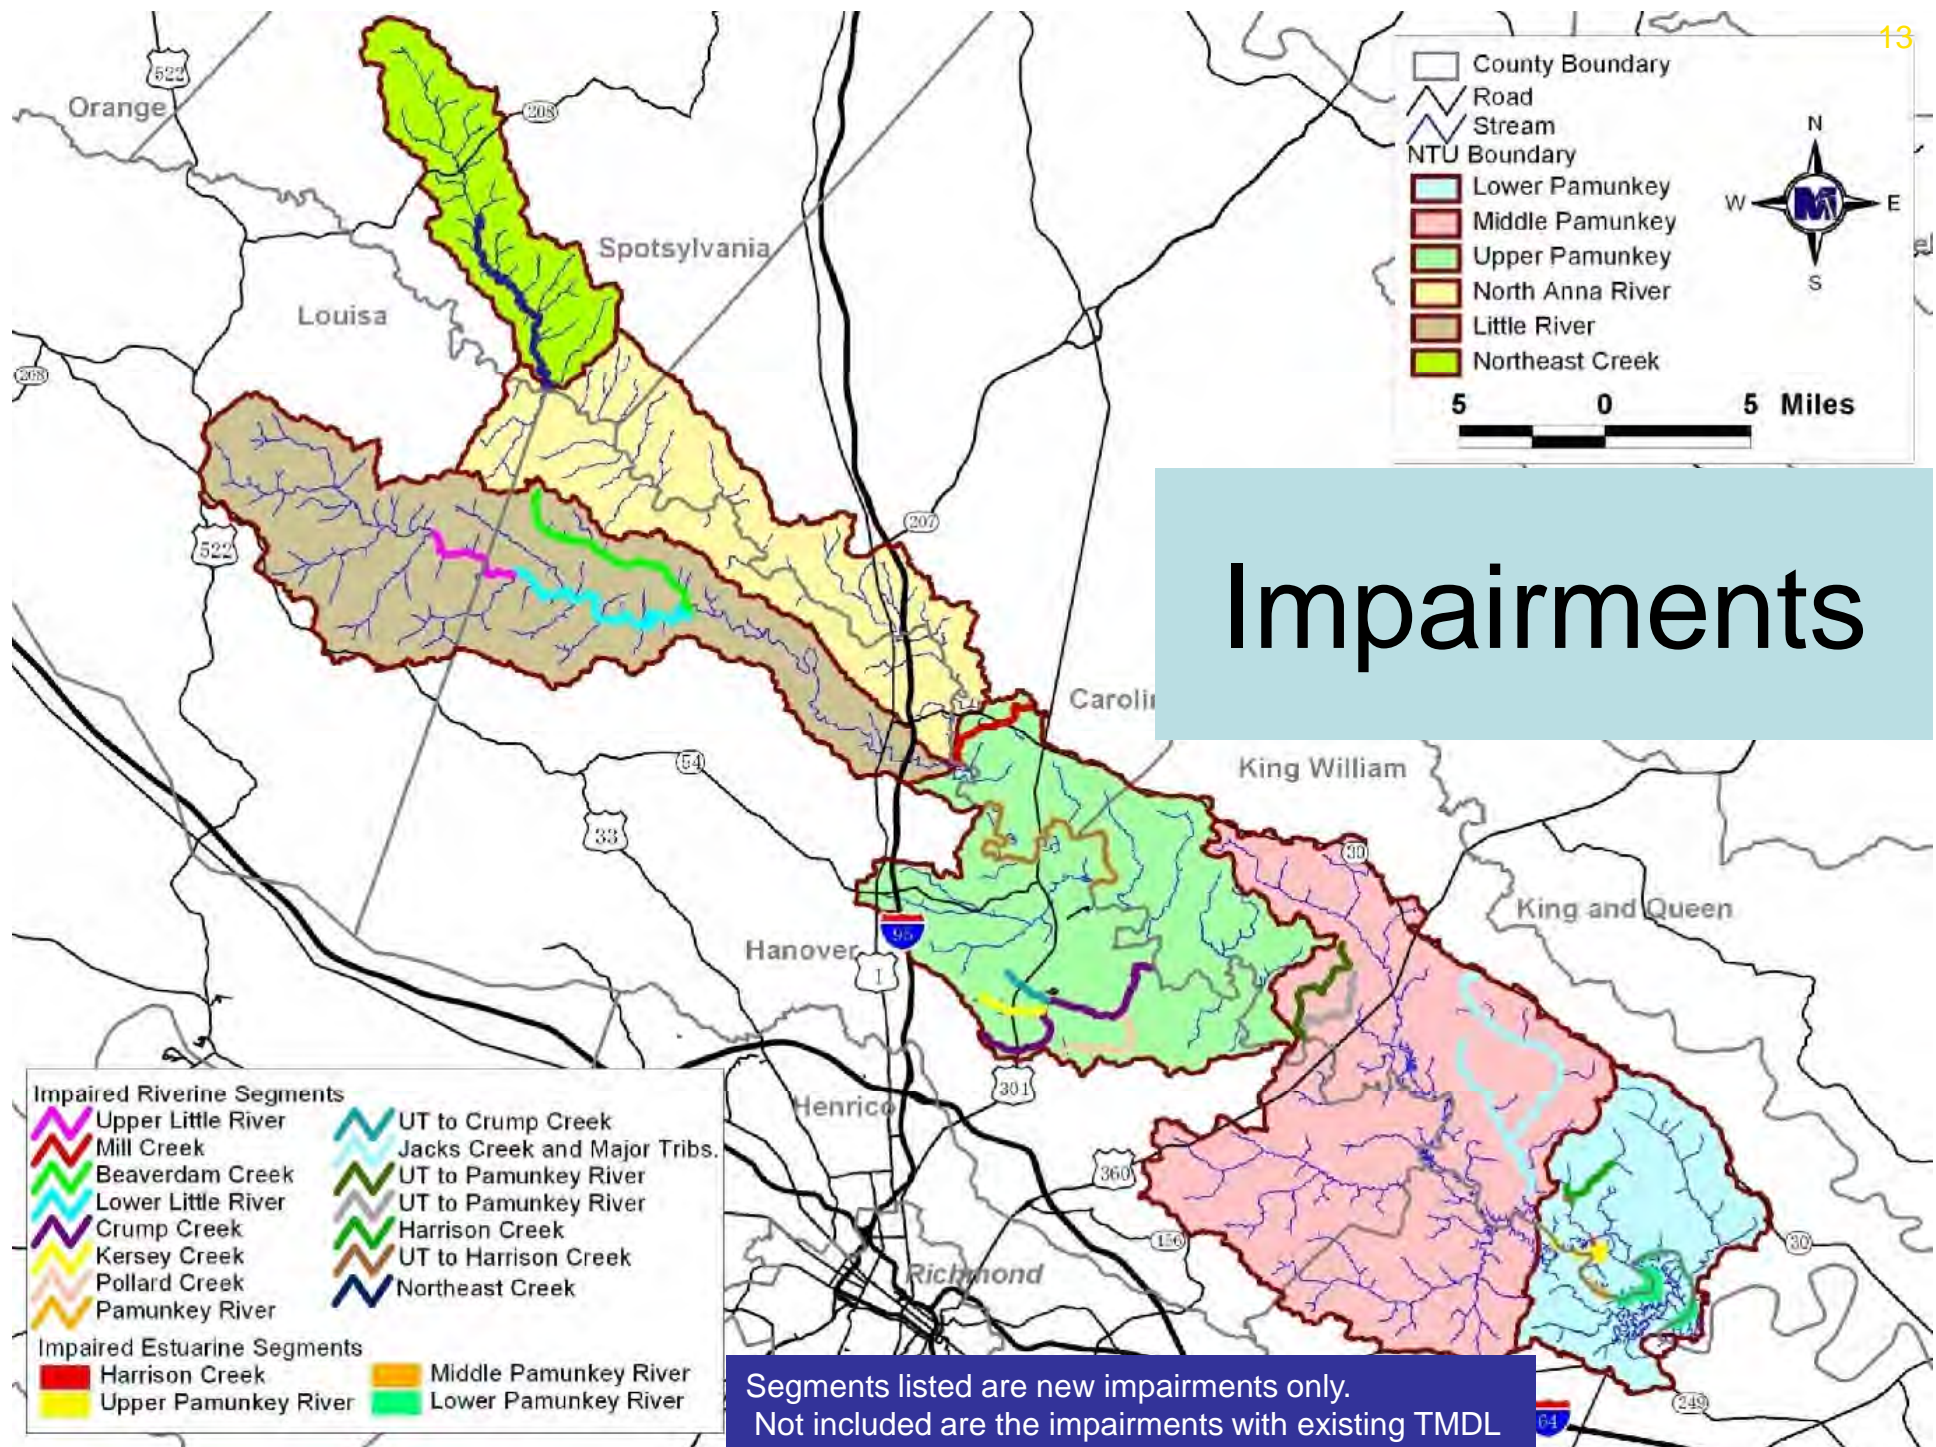 13
County Boundary
Road
Stream
NTU Boundary
Lower Pamunkey
Middle Pamunkey
Upper Pamunkey
North Anna River
Little River
Northeast Creek
N
W
E
S
5 0 5 Miles
Impairments
522
Orange
208
Spotsylvania
Louisa
208
522
207
Carolin
54
King William
33
30
King and Queen
Hanover
95
1
301
Henrico
360
156
30
Richmond
249
64
Impaired Riverine Segments
Upper Little River
Mill Creek
Beaverdam Creek
Lower Little River
Crump Creek
Kersey Creek
Pollard Creek
Pamunkey River
UT to Crump Creek
Jacks Creek and Major Tribs.
UT to Pamunkey River
UT to Pamunkey River
Harrison Creek
UT to Harrison Creek
Northeast Creek
Impaired Estuarine Segments
Harrison Creek
Upper Pamunkey River
Middle Pamunkey River
Lower Pamunkey River
Segments listed are new impairments only.
Not included are the impairments with existing TMDL